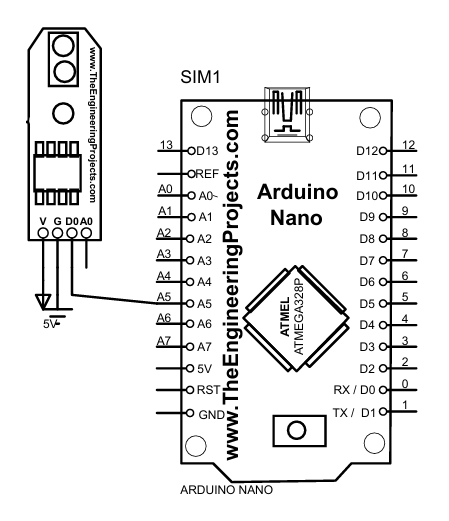 www.TheEngineeringProjects.com
V G D0 A0
5V
SIM1
www.TheEngineeringProjects.com
Arduino
Nano
ATMEL
ATMEGA328P
13 D13
REF
A0 A0~
A1 A1
A2 A2
A3 A3
A4 A4
A5 A5
A6 A6
A7 A7
5V
RST
GND
D12 12
D11 11
D10 10
D9 9
D8 8
D7 7
D6 6
D5 5
D4 4
D3 3
D2 2
RX / D0 0
TX / D1 1
ARDUINO NANO